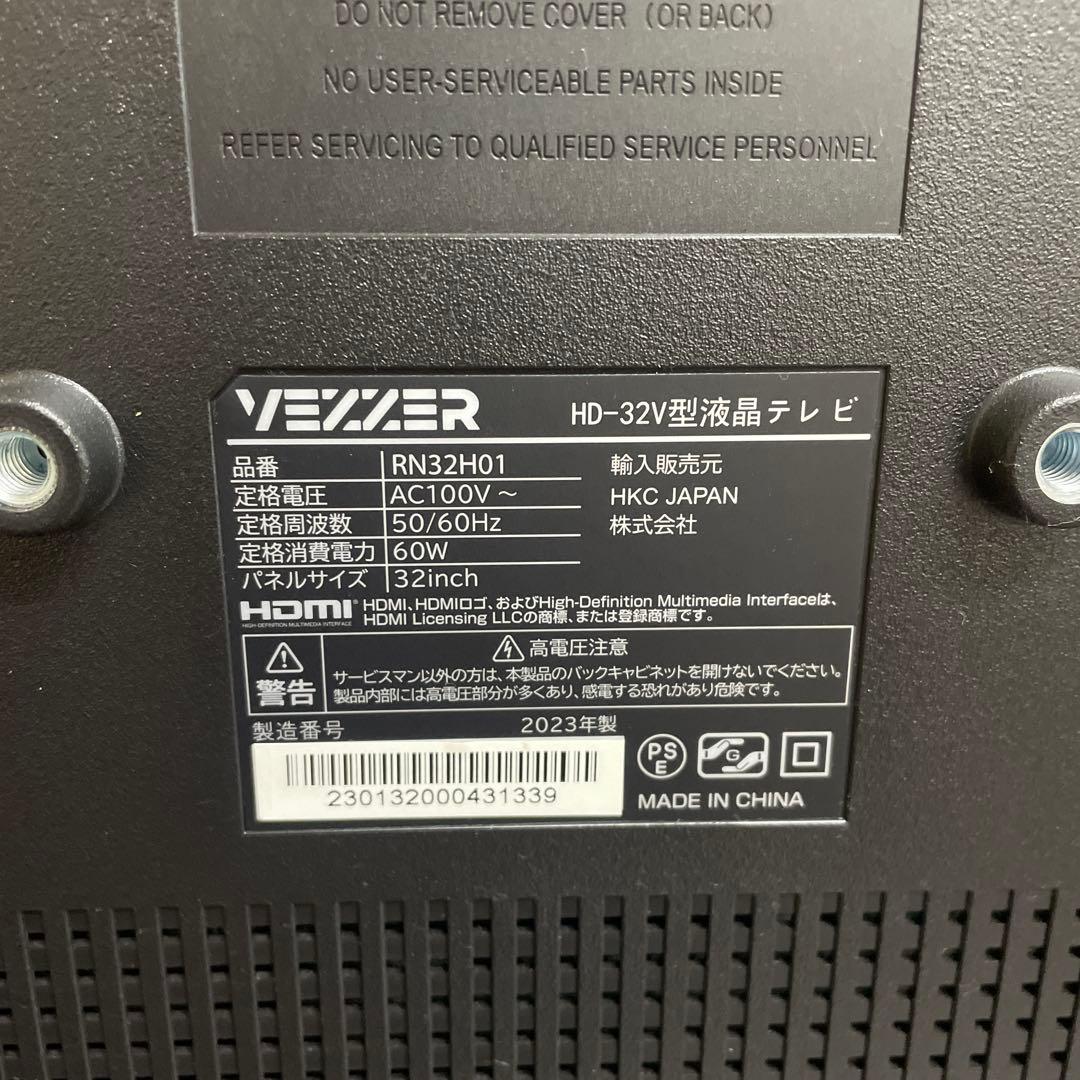 DO NOT REMOVE COVER (OR BACK)
NO USER-SERVICEABLE PARTS INSIDE
REFER SERVICING TO QUALIFIED SERVICE PERSONNEL
VEZZER
HD-32V型液晶テレビ
品番 RN32H01
定格電圧 AC100V～
定格周波数 50/60Hz
定格消費電力 60W
パネルサイズ 32inch
輸入販売元
HKC JAPAN
株式会社
HDMI
HIGH-DEFINITION MULTIMEDIA INTERFACE
HDMI、HDMIロゴ、およびHigh-Definition Multimedia Interfaceは、
HDMI Licensing LLCの商標、または登録商標です。
警告
高電圧注意
サービスマン以外の方は、本製品のバックキャビネットを開けないでください。
製品内部には高電圧部分が多くあり、感電する恐れがあり危険です。
製造番号
2023年製
230132000431339
PS
E
G
MADE IN CHINA